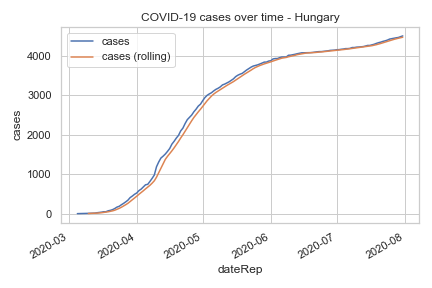 COVID-19 cases over time - Hungary
cases
cases (rolling)
cases
4000
3000
2000
1000
0
2020-03
2020-04
2020-05
2020-06
2020-07
2020-08
dateRep